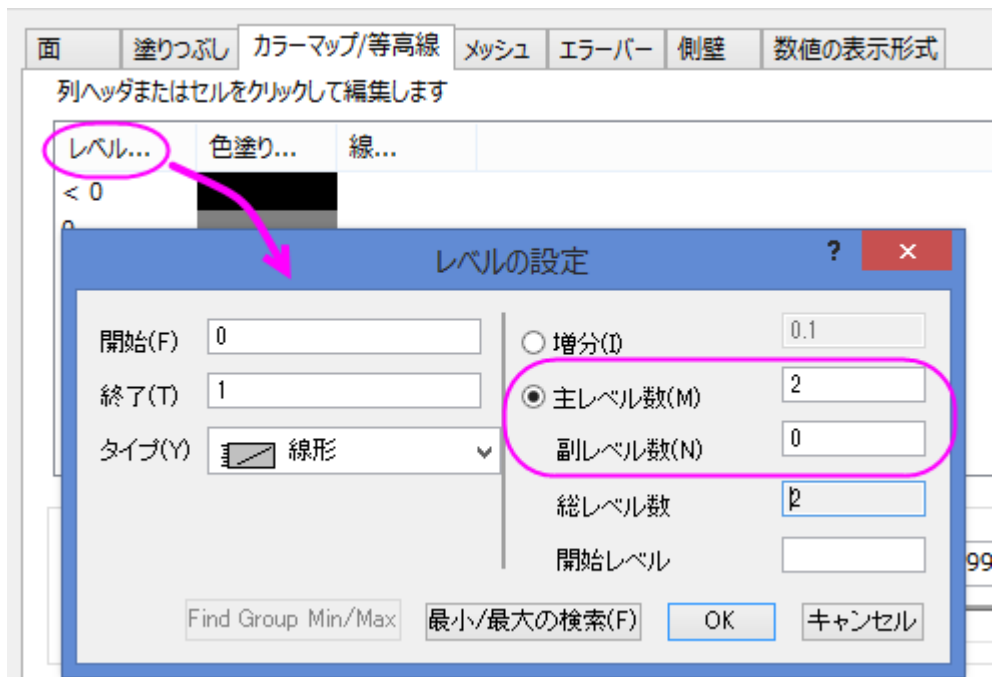 面 塗りつぶし カラーマップ/等高線 メッシュ エラーバー 側壁 数値の表示形式
列ヘッダまたはセルをクリックして編集します
レベル... 色塗り... 線...
< 0
レベルの設定 ? ×
開始(F) 0
終了(T) 1
タイプ(Y) 線形
増分(I) 0.1
主レベル数(M) 2
副レベル数(N) 0
総レベル数 2
開始レベル
99
Find Group Min/Max 最小/最大の検索(F) OK キャンセル